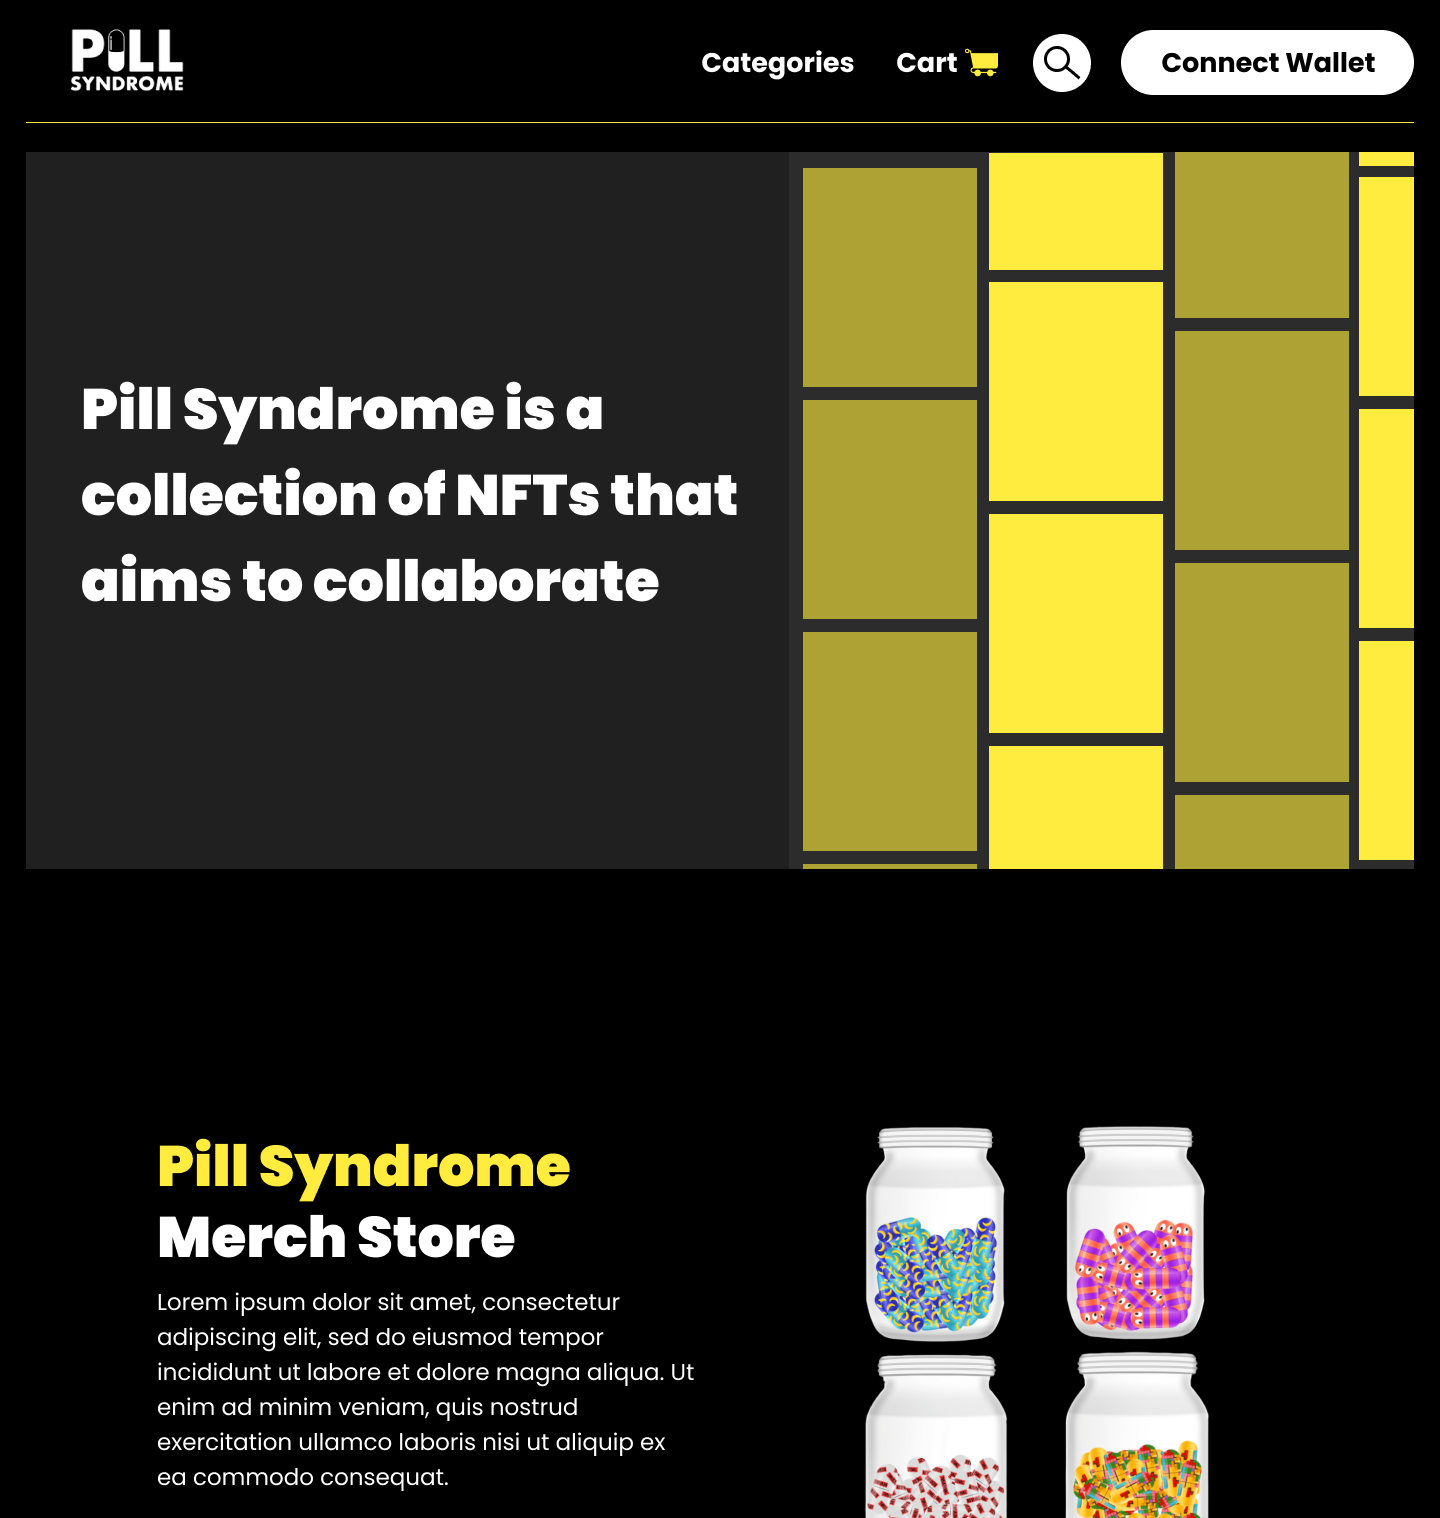 PiLL
SYNDROME
Categories
Cart
Connect Wallet
Pill Syndrome is a
collection of NFTs that
aims to collaborate
Pill Syndrome
Merch Store
Lorem ipsum dolor sit amet, consectetur
adipiscing elit, sed do eiusmod tempor
incididunt ut labore et dolore magna aliqua. Ut
enim ad minim veniam, quis nostrud
exercitation ullamco laboris nisi ut aliquip ex
ea commodo consequat.